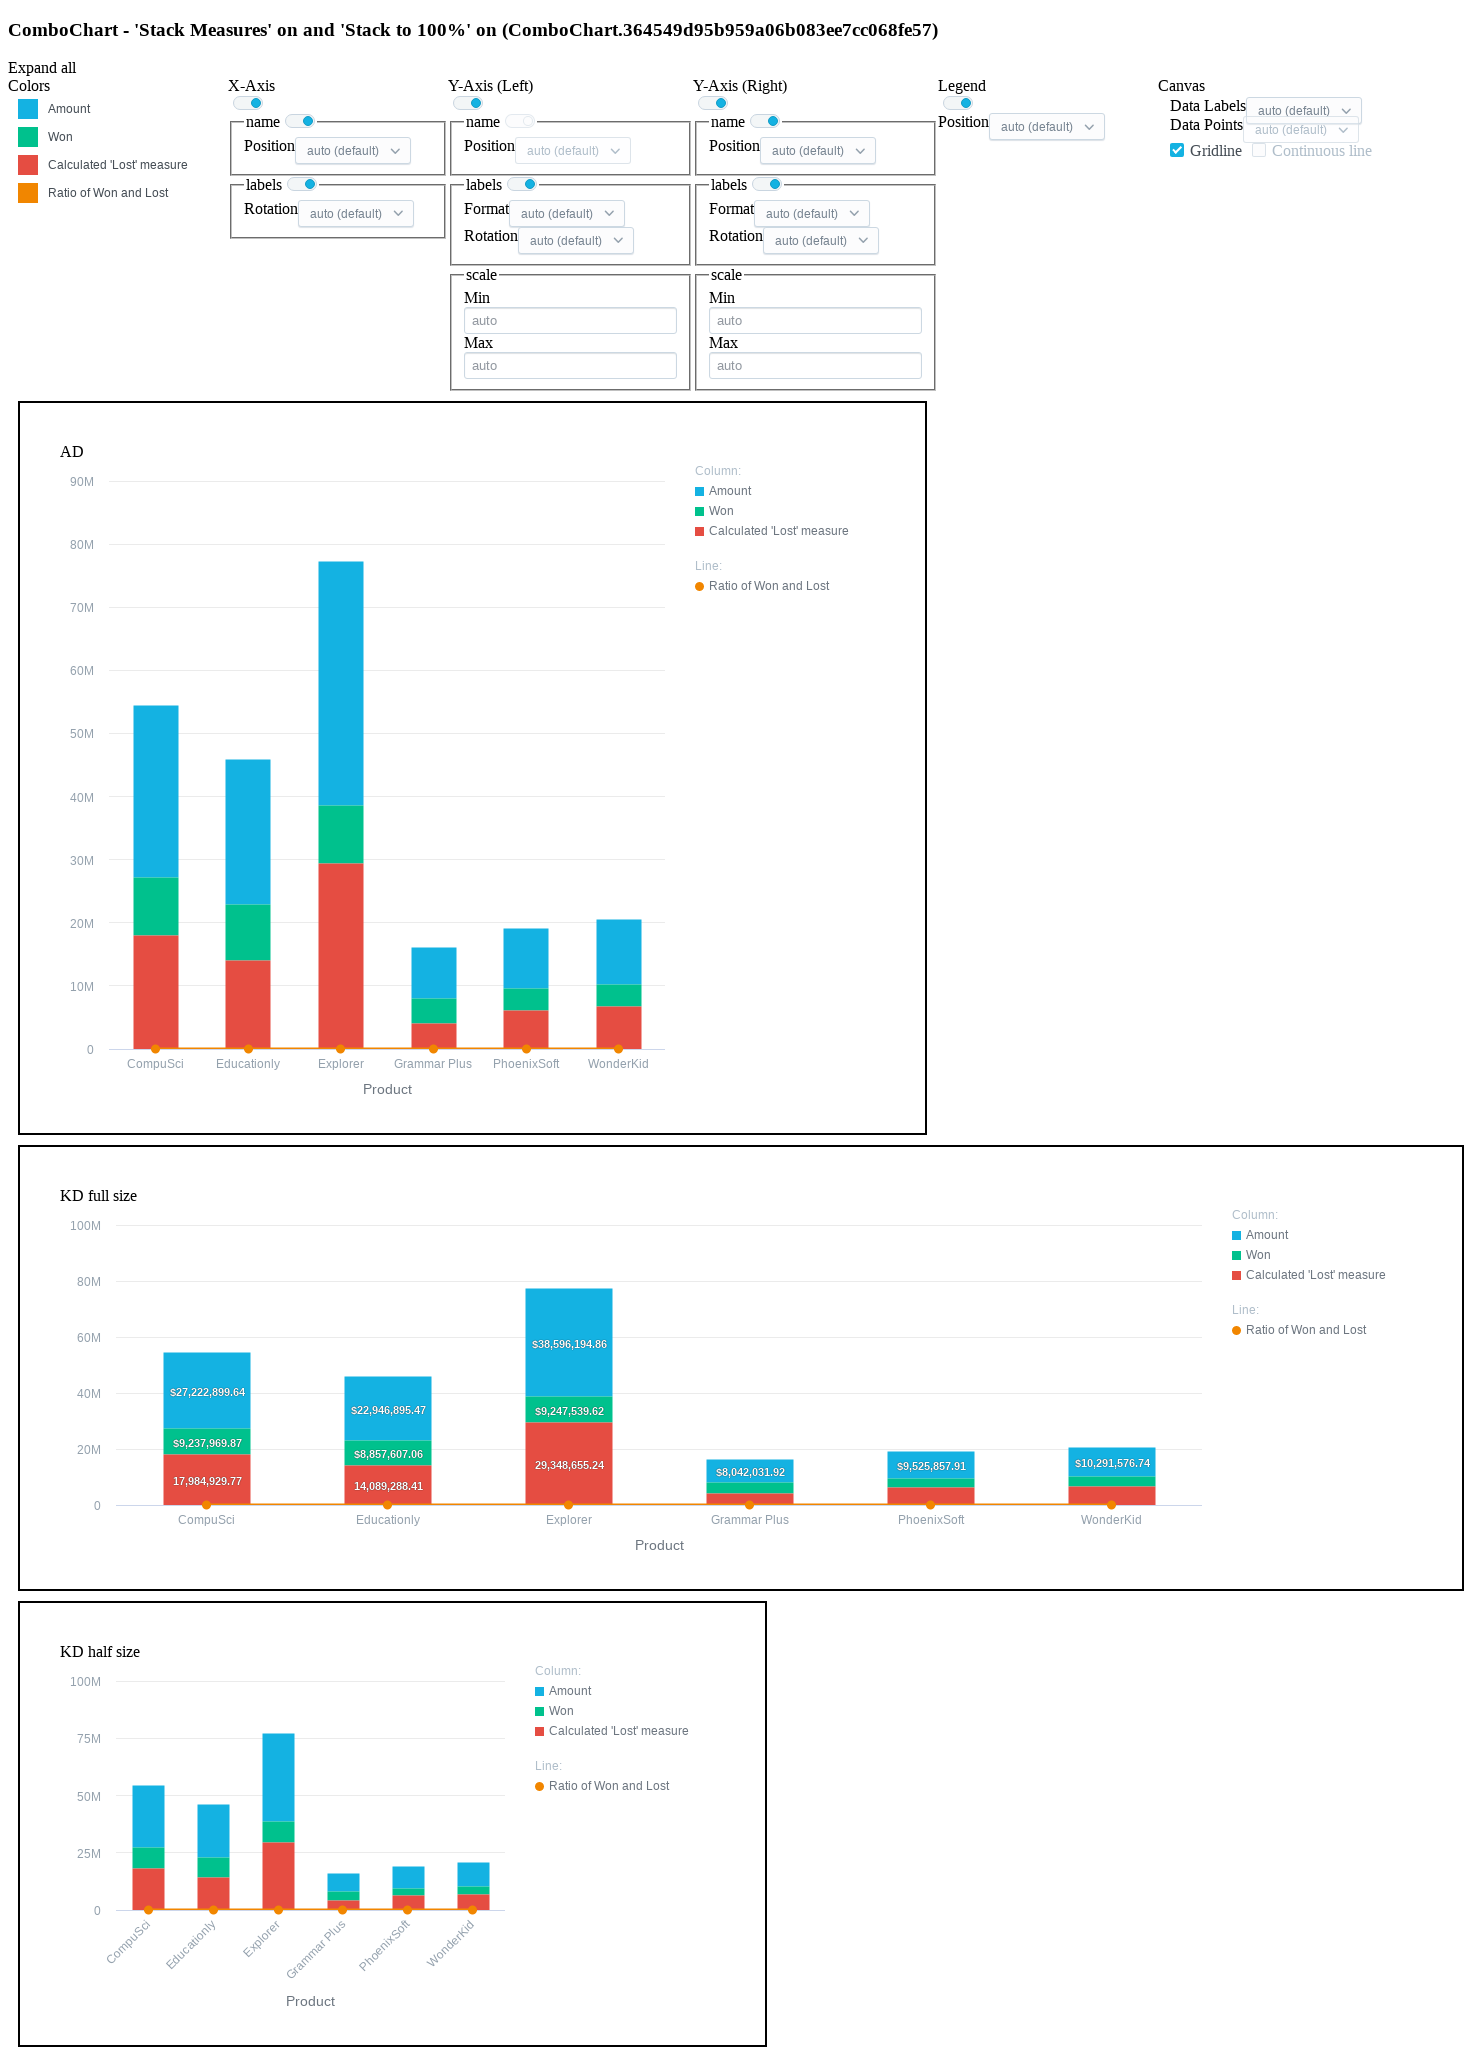 ComboChart - 'Stack Measures' on and 'Stack to 100%' on (ComboChart.364549d95b959a06b083ee7cc068fe57)
Expand all
Colors
Amount
Won
Calculated 'Lost' measure
Ratio of Won and Lost
X-Axis
name
Position auto (default)
labels
Rotation auto (default)
Y-Axis (Left)
name
Position auto (default)
labels
Format auto (default)
Rotation auto (default)
scale
Min
auto
Max
auto
Y-Axis (Right)
name
Position auto (default)
labels
Format auto (default)
Rotation auto (default)
scale
Min
auto
Max
auto
Legend
Position auto (default)
Canvas
Data Labels auto (default)
Data Points auto (default)
Gridline Continuous line
AD
90M
80M
70M
60M
50M
40M
30M
20M
10M
0
CompuSci Educationly Explorer Grammar Plus PhoenixSoft WonderKid
Product
Column:
Amount
Won
Calculated 'Lost' measure
Line:
Ratio of Won and Lost
KD full size
100M
80M
60M
40M
20M
0
$27,222,899.64
$9,237,969.87
17,984,929.77
$22,946,895.47
$8,857,607.06
14,089,288.41
$38,596,194.86
$9,247,539.62
29,348,655.24
$8,042,031.92
$9,525,857.91
$10,291,576.74
CompuSci Educationly Explorer Grammar Plus PhoenixSoft WonderKid
Product
Column:
Amount
Won
Calculated 'Lost' measure
Line:
Ratio of Won and Lost
KD half size
100M
75M
50M
25M
0
CompuSci Educationly Explorer Grammar Plus PhoenixSoft WonderKid
Product
Column:
Amount
Won
Calculated 'Lost' measure
Line:
Ratio of Won and Lost